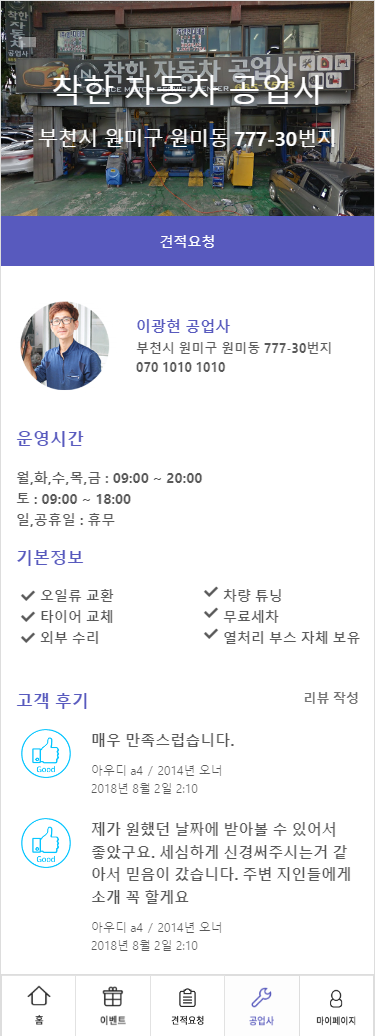 착한 자동차 공업사
NICE MOTOR SERVICE CENTER
착한 자동차 공업사
부천시 원미구 원미동 777-30번지
견적요청
이광현 공업사
부천시 원미구 원미동 777-30번지
070 1010 1010
운영시간
월,화,수,목,금 : 09:00 ~ 20:00
토 : 09:00 ~ 18:00
일,공휴일 : 휴무
기본정보
오일류 교환
차량 튜닝
타이어 교체
무료세차
외부 수리
열처리 부스 자체 보유
고객 후기
리뷰 작성
Good
매우 만족스럽습니다.
아우디 a4 / 2014년 오너
2018년 8월 2일 2:10
Good
제가 원했던 날짜에 받아볼 수 있어서
좋았구요. 세심하게 신경써주시는거 같
아서 믿음이 갔습니다. 주변 지인들에게
소개 꼭 할게요
아우디 a4 / 2014년 오너
2018년 8월 2일 2:10
홈
이벤트
견적요청
공업사
마이페이지